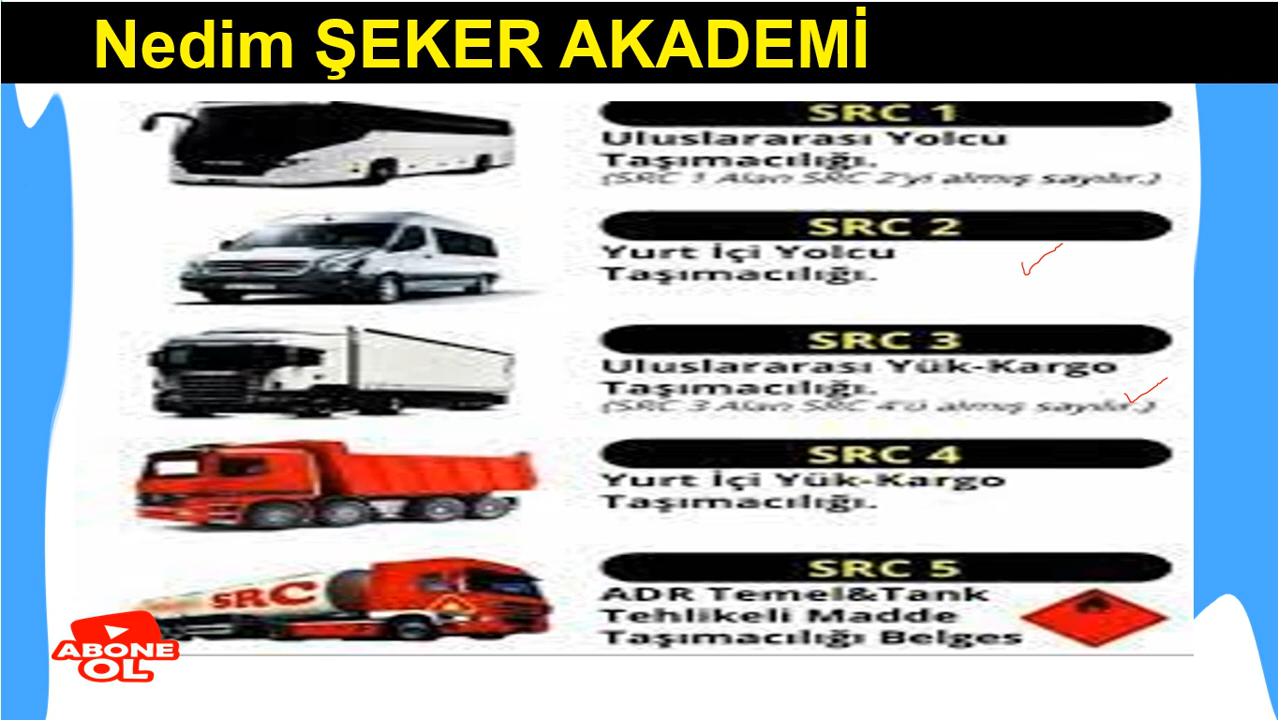 Nedim ŞEKER AKADEMİ
SRC 1
Uluslararası Yolcu
Taşımacılığı.
(SRC 1 Alan SRC 2'yi almış sayılır.)
SRC 2
Yurt İçi Yolcu
Taşımacılığı.
SRC 3
Uluslararası Yük-Kargo
Taşımacılığı.
(SRC 3 Alan SRC 4'ü almış sayılır.)
SRC 4
Yurt İçi Yük-Kargo
Taşımacılığı.
SRC 5
ADR Temel&Tank
Tehlikeli Madde
Taşımacılığı Belges
SRC
ABONE
OL